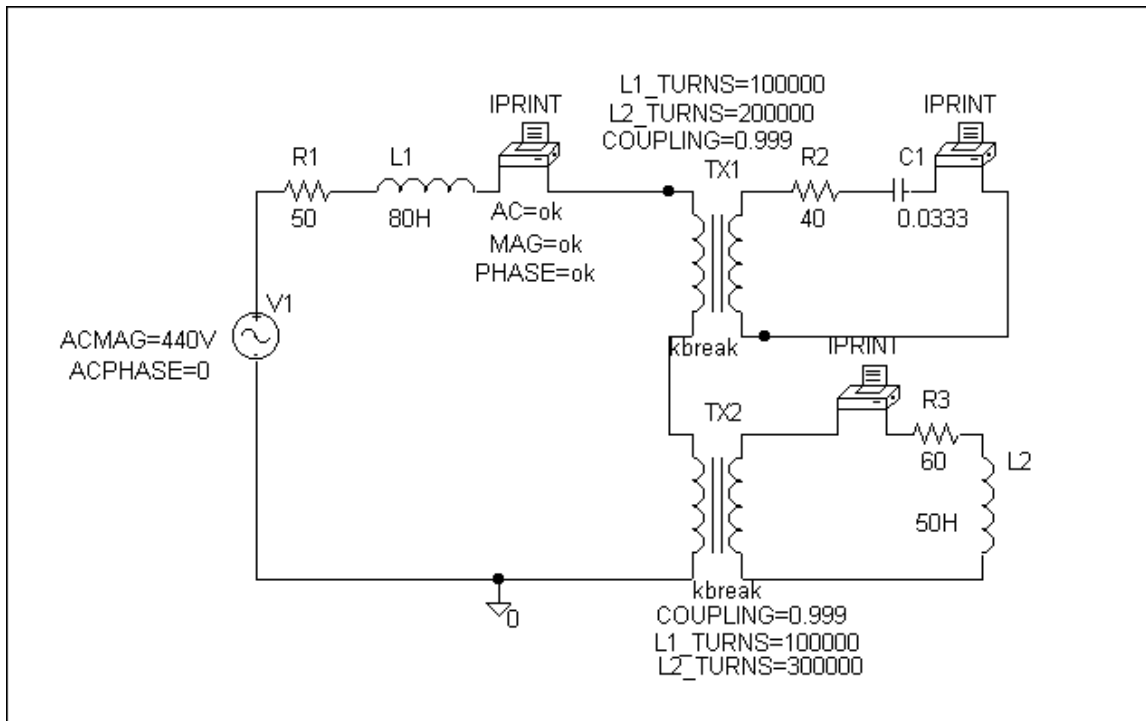 L1_TURNS=100000
L2_TURNS=200000
COUPLING=0.999
IPRINT
IPRINT
R1
L1
TX1
R2
C1
50
80H
40
0.0333
AC=ok
MAG=ok
PHASE=ok
V1
ACMAG=440V
ACPHASE=0
kbreak
IPRINT
TX2
R3
60
L2
50H
kbreak
0
COUPLING=0.999
L1_TURNS=100000
L2_TURNS=300000